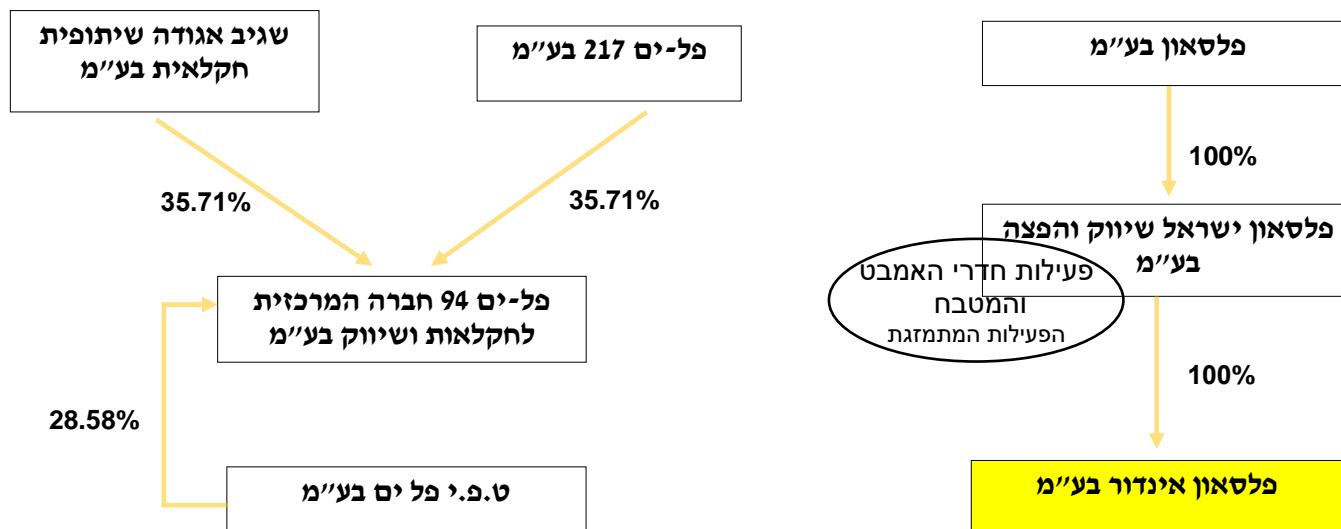 שגיב אגודה שיתופית
חקלאית בע״מ
פל-ים 217 בע״מ
פלסאון בע״מ
100%
35.71%
35.71%
פלסאון ישראל שיווק והפצה
בע״מ
פעילות חדרי האמבט
והמטבח
הפעילות המתמזגת
פל-ים 94 חברה המרכזית
לחקלאות ושיווק בע״מ
100%
28.58%
ט.פ.י פל ים בע״מ
פלסאון אינדור בע״מ